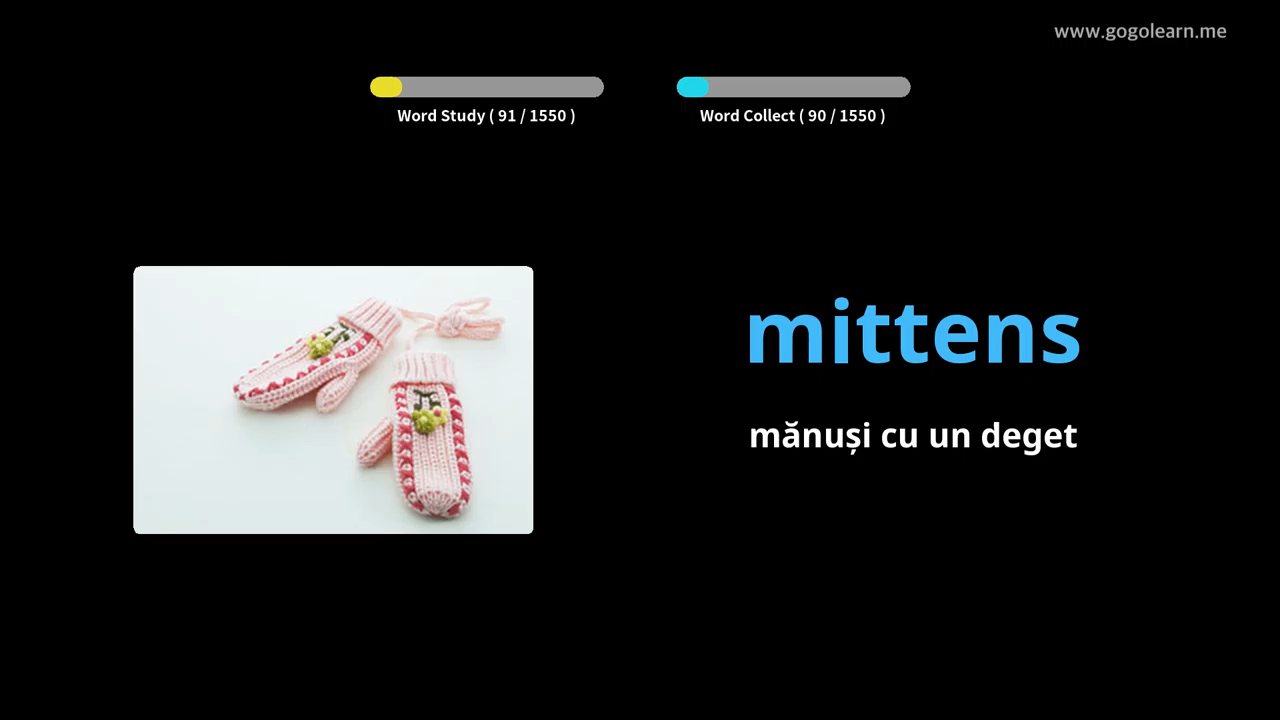 www.gogolearn.me
Word Study ( 91 / 1550 )
Word Collect ( 90 / 1550 )
mittens
mănuși cu un deget